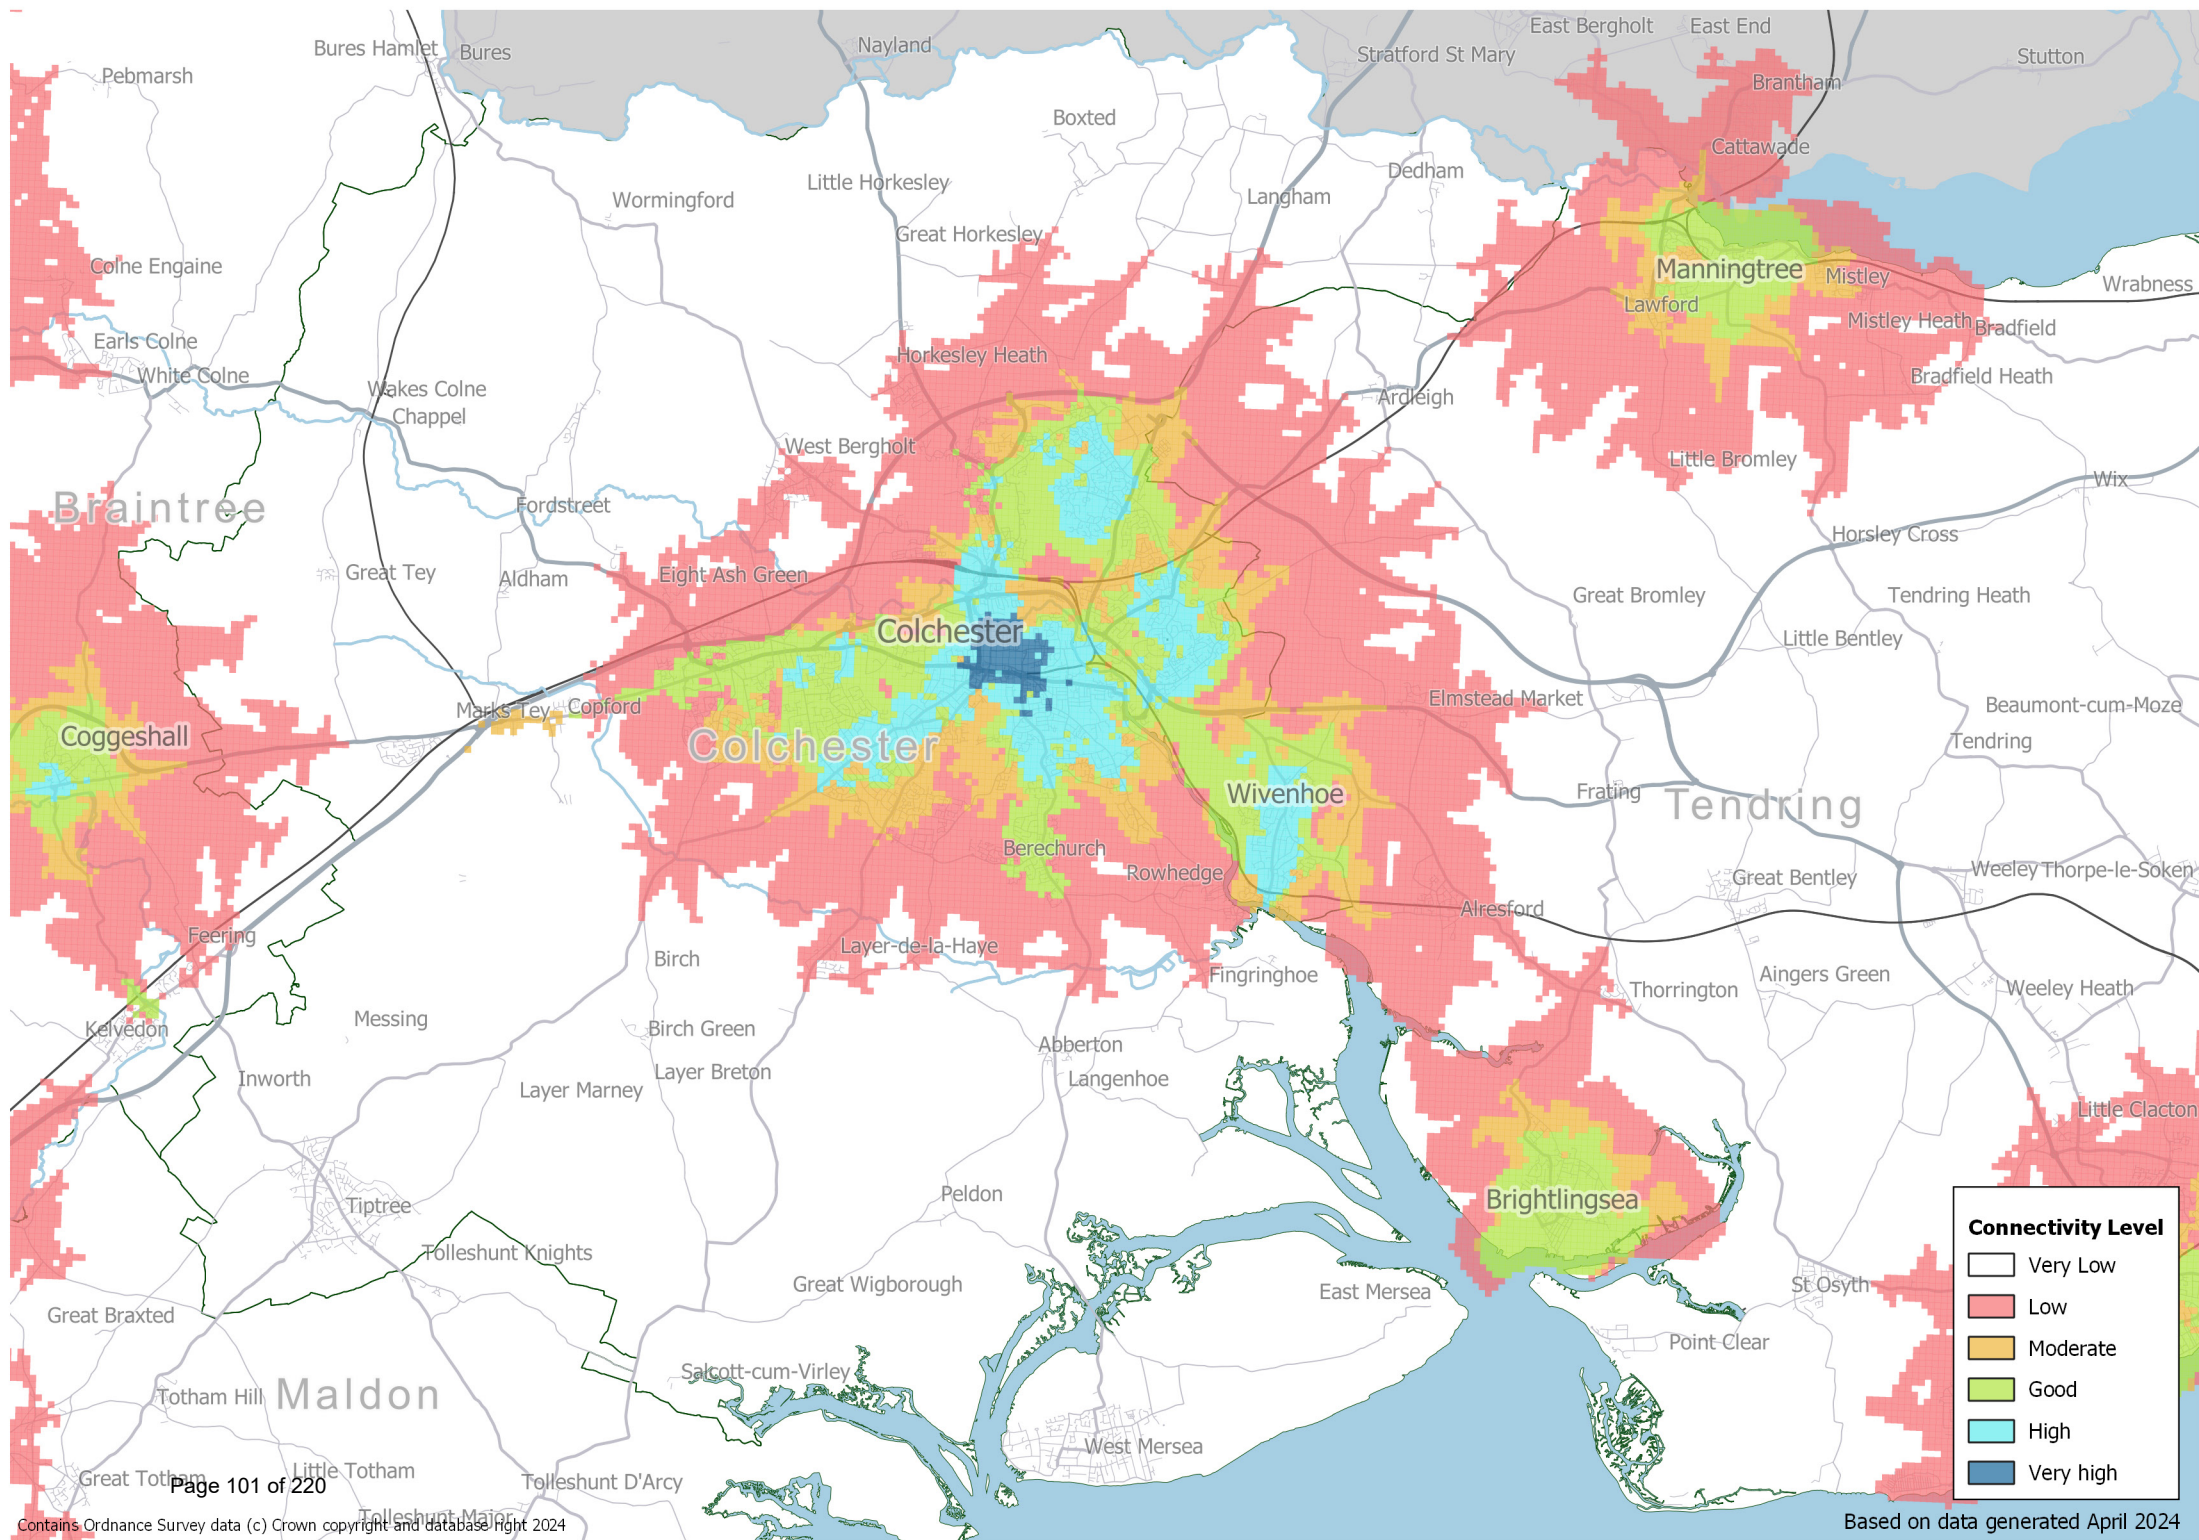 East Bergholt
East End
Bures Hamlet
Bures
Nayland
Stratford St Mary
Stutton
Pebmarsh
Brantham
Boxted
Cattawade
Dedham
Little Horkesley
Wormingford
Langham
Great Horkesley
Colne Engaine
Manningtree
Mistley
Wrabness
Lawford
Mistley Heath
Bradfield
Earls Colne
Horkesley Heath
White Colne
Bradfield Heath
Wakes Colne
Chappel
Ardleigh
West Bergholt
Little Bromley
Wix
Braintree
Fordstreet
Horsley Cross
Great Tey
Aldham
Eight Ash Green
Great Bromley
Tendring Heath
Colchester
Little Bentley
Elmstead Market
Marks Tey
Copford
Beaumont-cum-Moze
Coggeshall
Colchester
Tendring
Wivenhoe
Frating
Tendring
Berechurch
Rowhedge
Great Bentley
Weeley
Thorpe-le-Soken
Alresford
Feering
Layer-de-la-Haye
Birch
Fingringhoe
Aingers Green
Thorrington
Weeley Heath
Messing
Kelvedon
Birch Green
Abberton
Inworth
Layer Breton
Langenhoe
Layer Marney
Little Clacton
Peldon
Brightlingsea
Tiptree
Tolleshunt Knights
Great Wigborough
East Mersea
St Osyth
Great Braxted
Point Clear
Salcott-cum-Virley
Totham Hill
Maldon
West Mersea
Great Totham
Little Totham
Tolleshunt D'Arcy
Tolleshunt Major
Connectivity Level
Very Low
Low
Moderate
Good
High
Very high
Page 101 of 220
Contains Ordnance Survey data (c) Crown copyright and database right 2024
Based on data generated April 2024